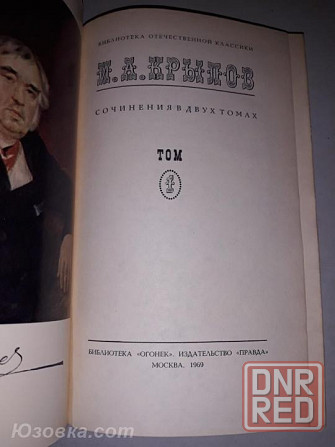 БИБЛИОТЕКА ОТЕЧЕСТВЕННОЙ КЛАССИКИ
И.А.КРЫЛОВ
СОЧИНЕНИЯ В ДВУХ ТОМАХ
ТОМ
1
БИБЛИОТЕКА «ОГОНЕК». ИЗДАТЕЛЬСТВО «ПРАВДА»
МОСКВА, 1969
DNR
RED
Юзовка.com